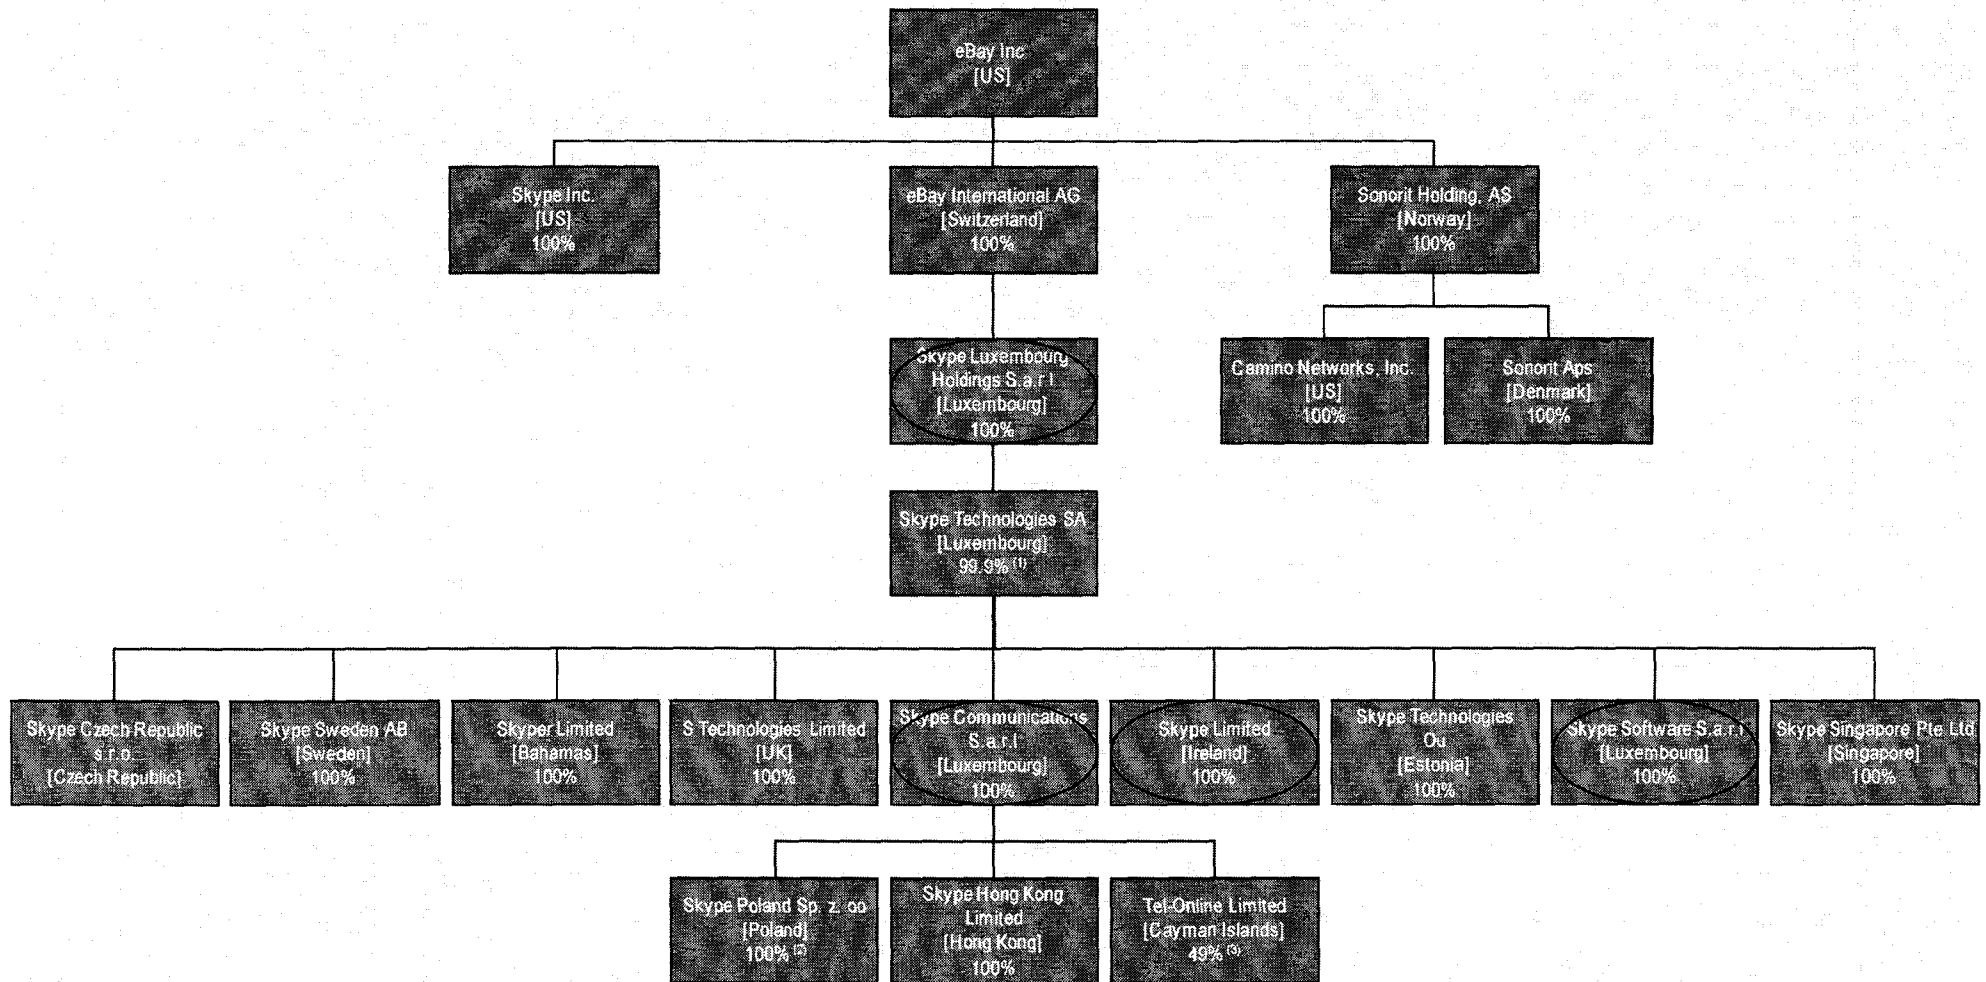 eBay Inc
[US]
Skype Inc.
[US]
100%
eBay International AG
[Switzerland]
100%
Sonorit Holding, AS
[Norway]
100%
Skype Luxembourg
Holdings S.a.r.l
[Luxembourg]
100%
Camino Networks, Inc.
[US]
100%
Sonorit Aps
[Denmark]
100%
Skype Technologies SA
[Luxembourg]
99.9% (1)
Skype Czech Republic
s.r.o.
[Czech Republic]
Skype Sweden AB
[Sweden]
100%
Skyper Limited
[Bahamas]
100%
S Technologies Limited
[UK]
100%
Skype Communications
S.a.r.l
[Luxembourg]
100%
Skype Limited
[Ireland]
100%
Skype Technologies
Ou
[Estonia]
100%
Skype Software S.a.r.l
[Luxembourg]
100%
Skype Singapore Pte Ltd
[Singapore]
100%
Skype Poland Sp. z. oo
[Poland]
100% (2)
Skype Hong Kong
Limited
[Hong Kong]
100%
Tel-Online Limited
[Cayman Islands]
49% (3)